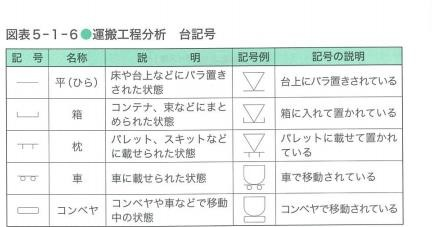 図表5-1-6●運搬工程分析 台記号
記 号 名称 説 明 記号例 記号の説明
平(ひら) 床や台上などにバラ置き
された状態 台上にバラ置きされている
箱 コンテナ、束などにまと
められた状態 箱に入れて置かれている
枕 パレット、スキットなど
に載せられた状態 パレットに載せて置かれ
ている
車 車に載せられた状態 車で移動されている
コンベヤ コンベヤや車などで移動
中の状態 コンベヤで移動されている